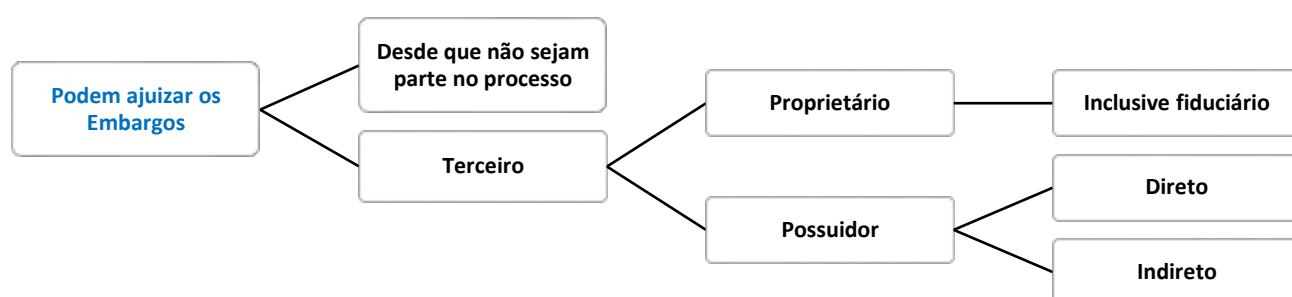 Podem ajuizar os
Embargos
Desde que não sejam
parte no processo
Terceiro
Proprietário
Inclusive fiduciário
Possuidor
Direto
Indireto